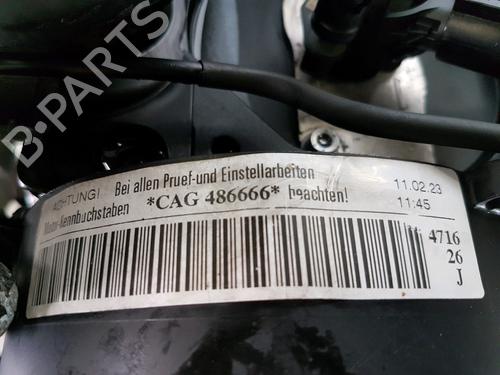 B-PARTS
ACHTUNG! Bei allen Pruef-und Einstellarbeiten 11.02.23
Motor-Kennbuchstaben *CAG 486666* beachten! 11:45
4716
26
J